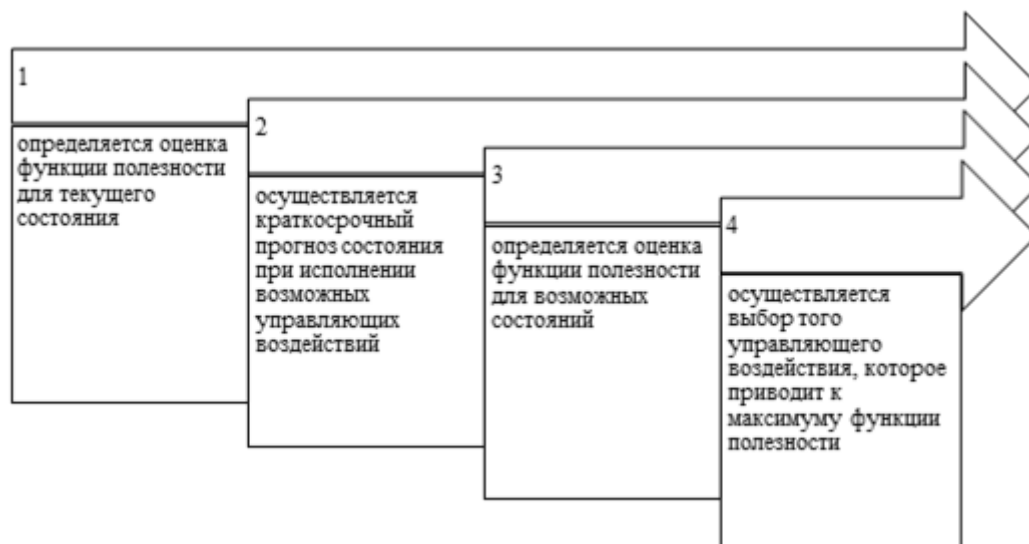 1
определяется оценка
функции полезности
для текущего
состояния
2
осуществляется
краткосрочный
прогноз состояния
при исполнении
возможных
управляющих
воздействий
3
определяется оценка
функции полезности
для возможных
состояний
4
осуществляется
выбор того
управляющего
воздействия, которое
приводит к
максимуму функции
полезности